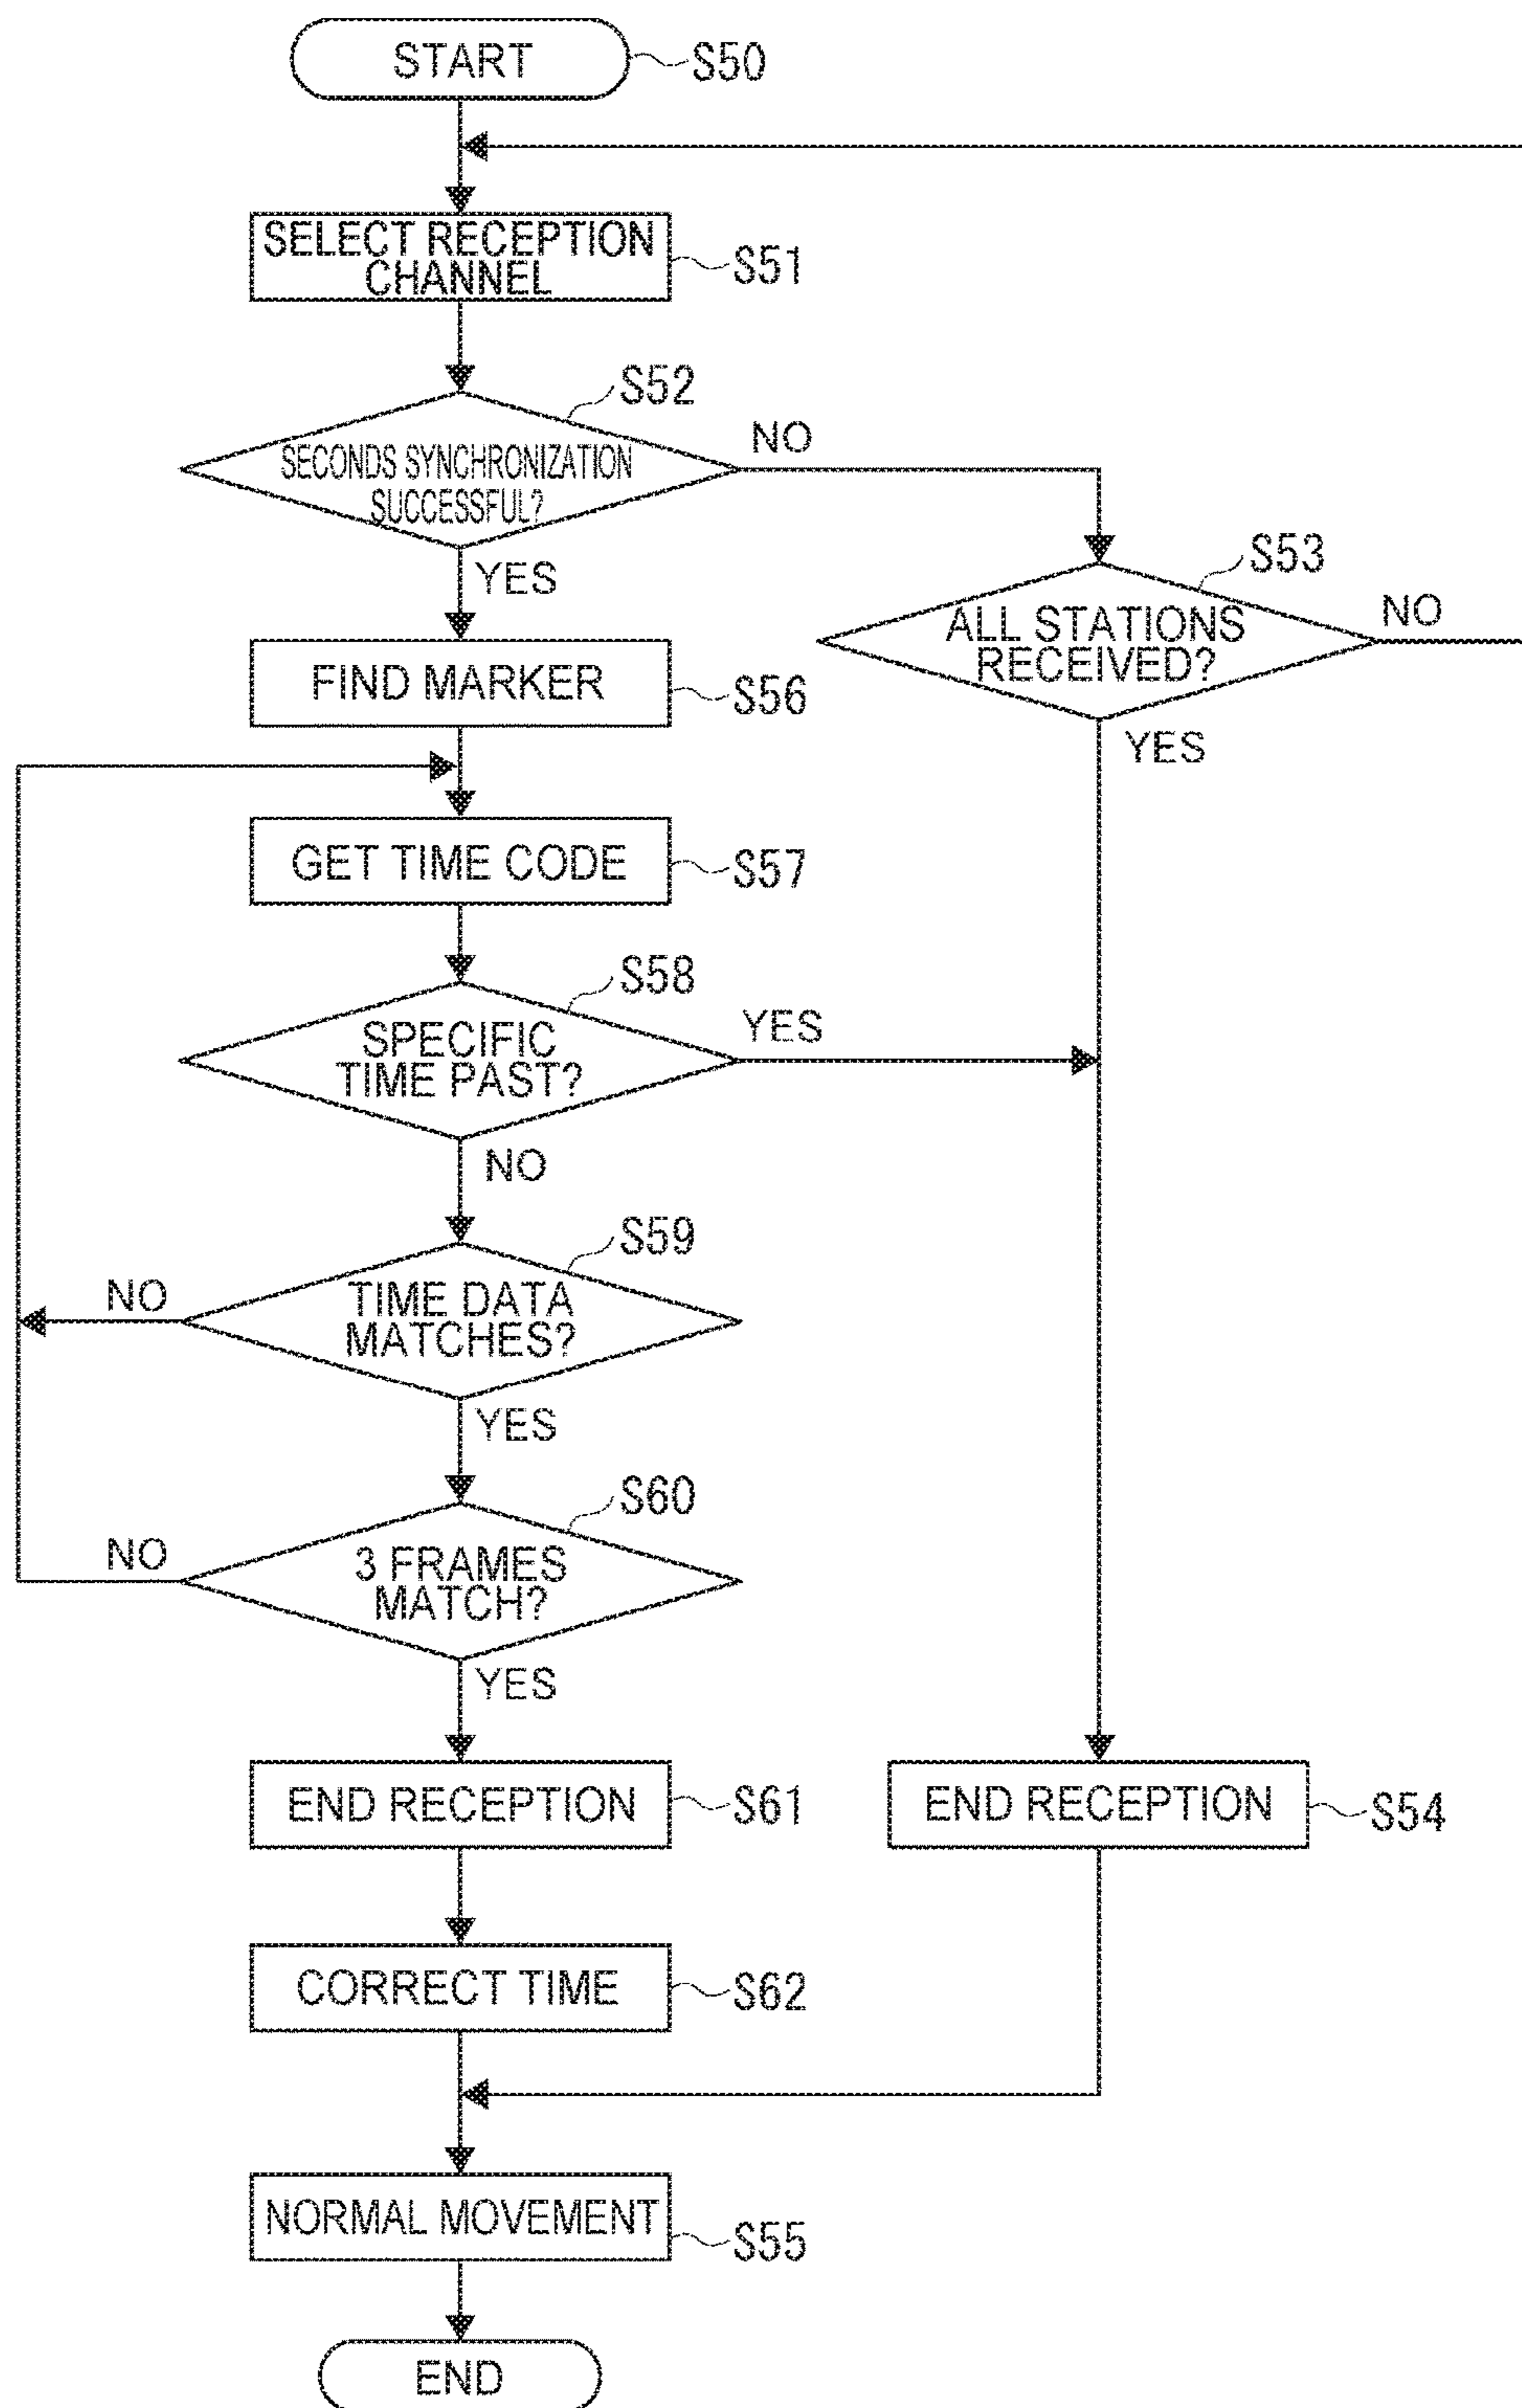 START
S50
SELECT RECEPTION
CHANNEL
S51
S52
SECONDS SYNCHRONIZATION
SUCCESSFUL?
NO
YES
S53
ALL STATIONS
RECEIVED?
NO
YES
FIND MARKER
S56
GET TIME CODE
S57
S58
SPECIFIC
TIME PAST?
YES
NO
S59
TIME DATA
MATCHES?
NO
YES
S60
3 FRAMES
MATCH?
NO
YES
END RECEPTION
S61
END RECEPTION
S54
CORRECT TIME
S62
NORMAL MOVEMENT
S55
END